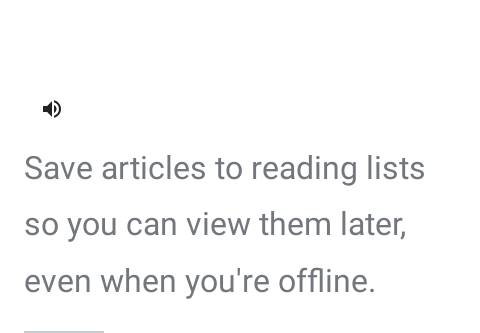 Save articles to reading lists
so you can view them later,
even when you're offline.